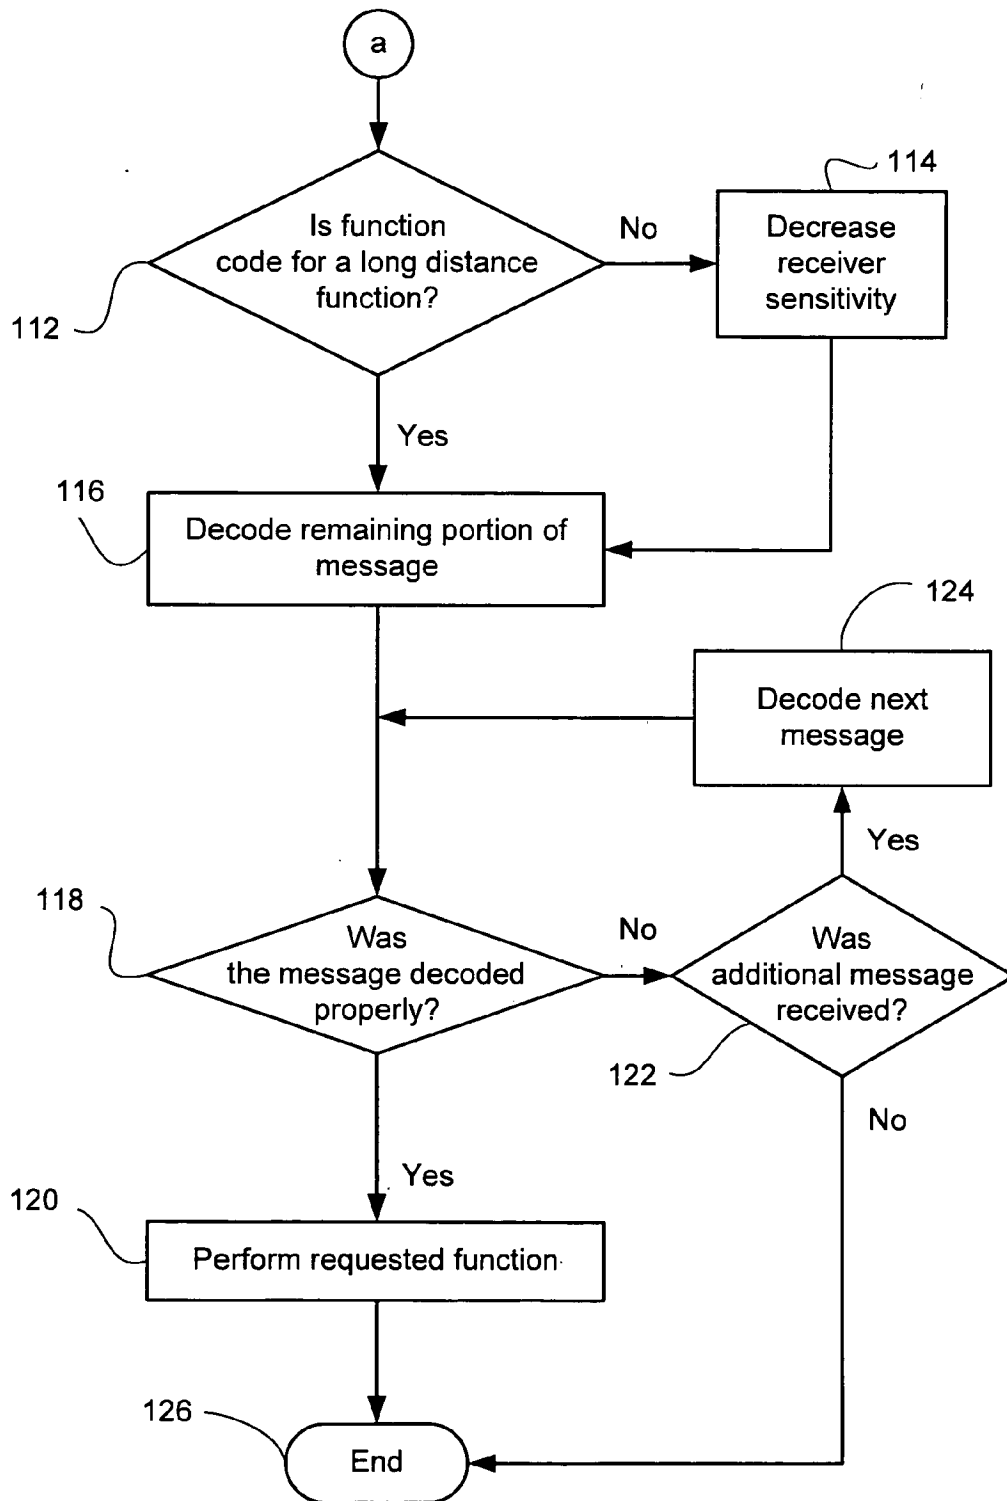 a
Is function
code for a long distance
function?
112
No
114
Decrease
receiver
sensitivity
Yes
116
Decode remaining portion of
message
124
Decode next
message
Yes
118
Was
the message decoded
properly?
No
Was
additional message
received?
122
No
Yes
120
Perform requested function
126
End